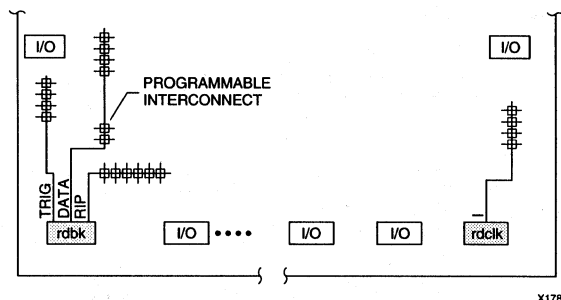 I/O
I/O
PROGRAMMABLE
INTERCONNECT
TRIG
DATA
RIP
I
rdbk
I/O
I/O
I/O
rdclk
X178